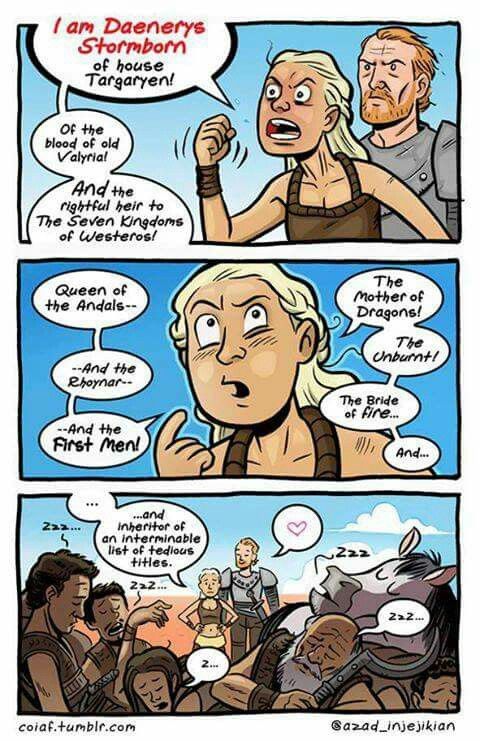 I am Daenerys
Stormborn
of house
Targaryen!
Of the
blood of old
Valyria!
And the
rightful heir to
The Seven Kingdoms
of Westeros!
Queen of
the Andals--
--And the
Rhoynar--
--And the
First Men!
The
Mother of
Dragons!
The
Unburnt!
The Bride
of fire...
And...
...
...and
inheritor of
an interminable
list of tedious
titles.
zzz...
zzz...
z...
zzz
zzz...
coiaf.tumblr.com
@azad_injejikian